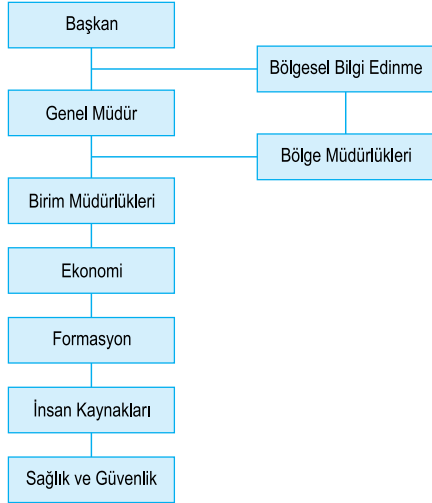 Başkan
Bölgesel Bilgi Edinme
Genel Müdür
Bölge Müdürlükleri
Birim Müdürlükleri
Ekonomi
Formasyon
İnsan Kaynakları
Sağlık ve Güvenlik